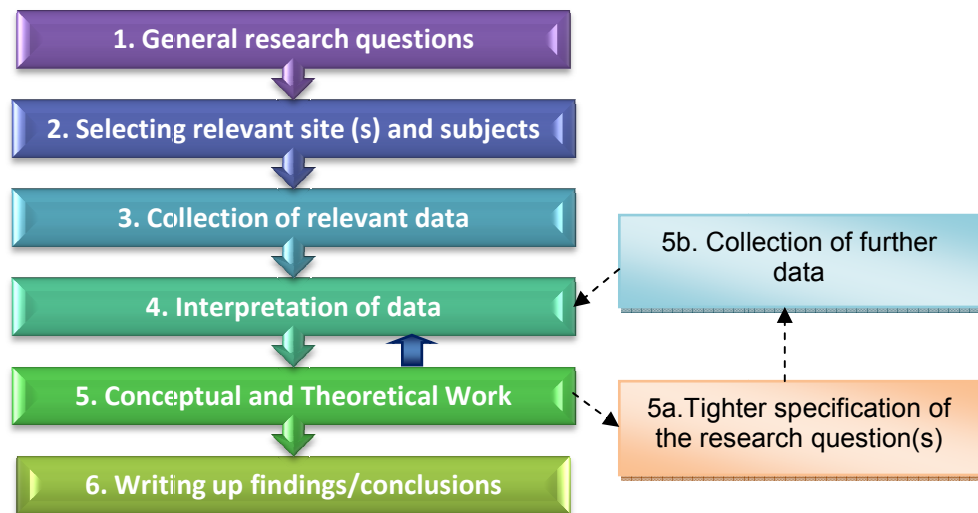 1. General research questions
2. Selecting relevant site (s) and subjects
3. Collection of relevant data
4. Interpretation of data
5. Conceptual and Theoretical Work
6. Writing up findings/conclusions
5b. Collection of further
data
5a.Tighter specification of
the research question(s)